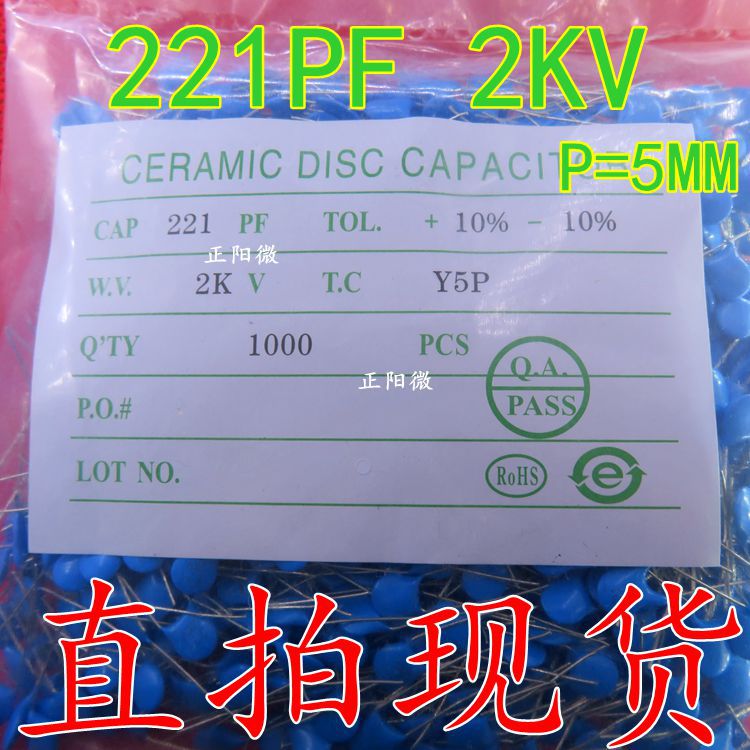 221PF 2KV
P=5MM
CERAMIC DISC CAPACIT
CAP 221 PF TOL. + 10% - 10%
正阳微
W.V. 2K V T.C Y5P
Q'TY 1000 PCS
正阳微
Q.A.
PASS
P.O.#
LOT NO.
RoHS
e
直拍现货